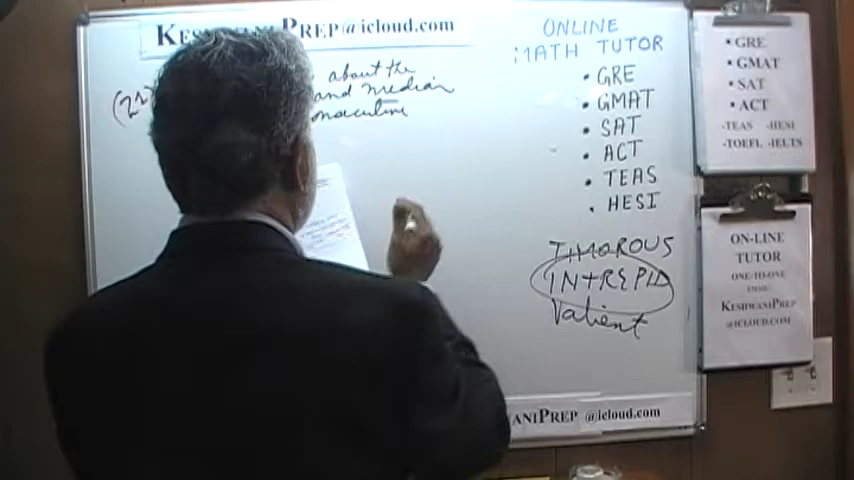 KESHWANIPREP@icloud.com
about the
and median
masculine
ONLINE
MATH TUTOR
• GRE
• GMAT
• SAT
• ACT
• TEAS
• HESI
TIMOROUS
INTREPID
Valient
ANIPREP @icloud.com
• GRE
• GMAT
• SAT
• ACT
-TEAS -HESI
-TOEFL -IELTS
ON-LINE
TUTOR
ONE-TO-ONE
KESHWANIPREP
@ICLOUD.COM